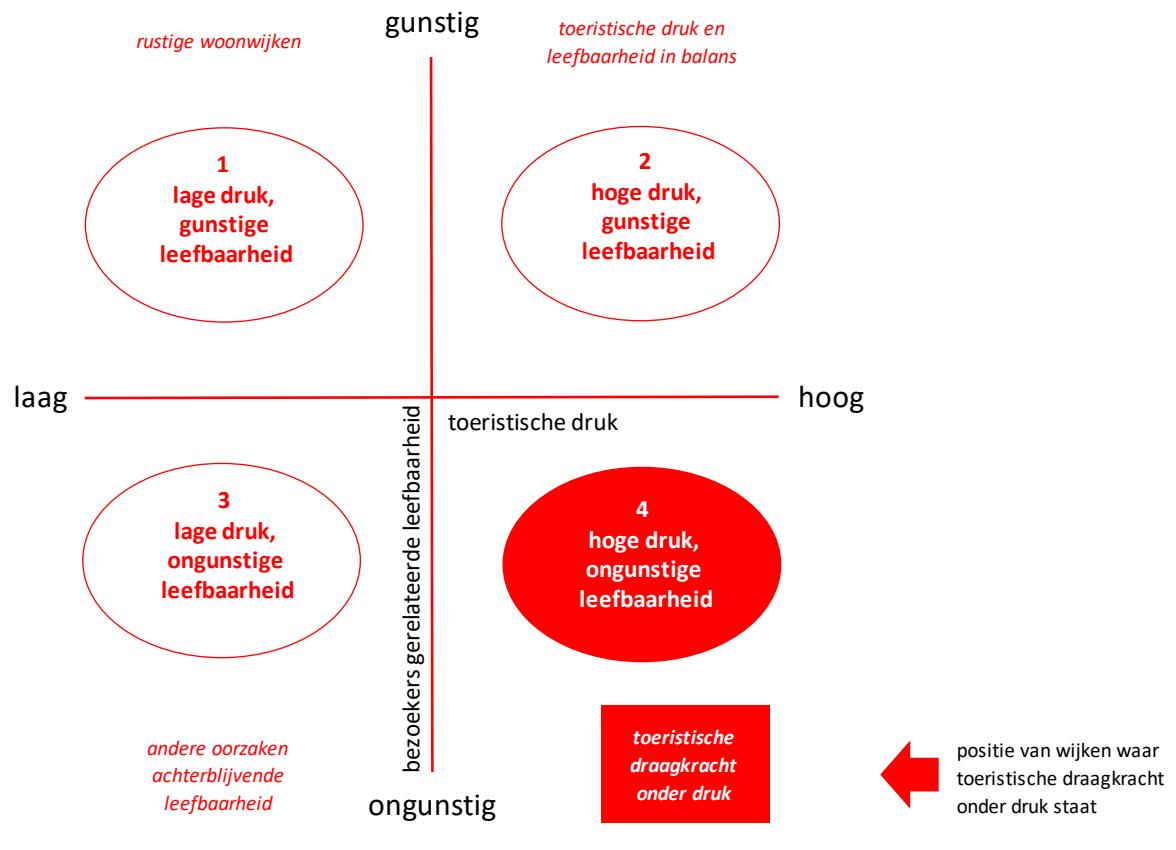 rustige woonwijken
gunstig
toeristische druk en
leefbaarheid in balans
1
lage druk,
gunstige
leefbaarheid
2
hoge druk,
gunstige
leefbaarheid
laag
hoog
toeristische druk
bezoekers gerelateerde leefbaarheid
3
lage druk,
ongunstige
leefbaarheid
4
hoge druk,
ongunstige
leefbaarheid
andere oorzaken
achterblijvende
leefbaarheid
ongunstig
toeristische
draagkracht
onder druk
positie van wijken waar
toeristische draagkracht
onder druk staat